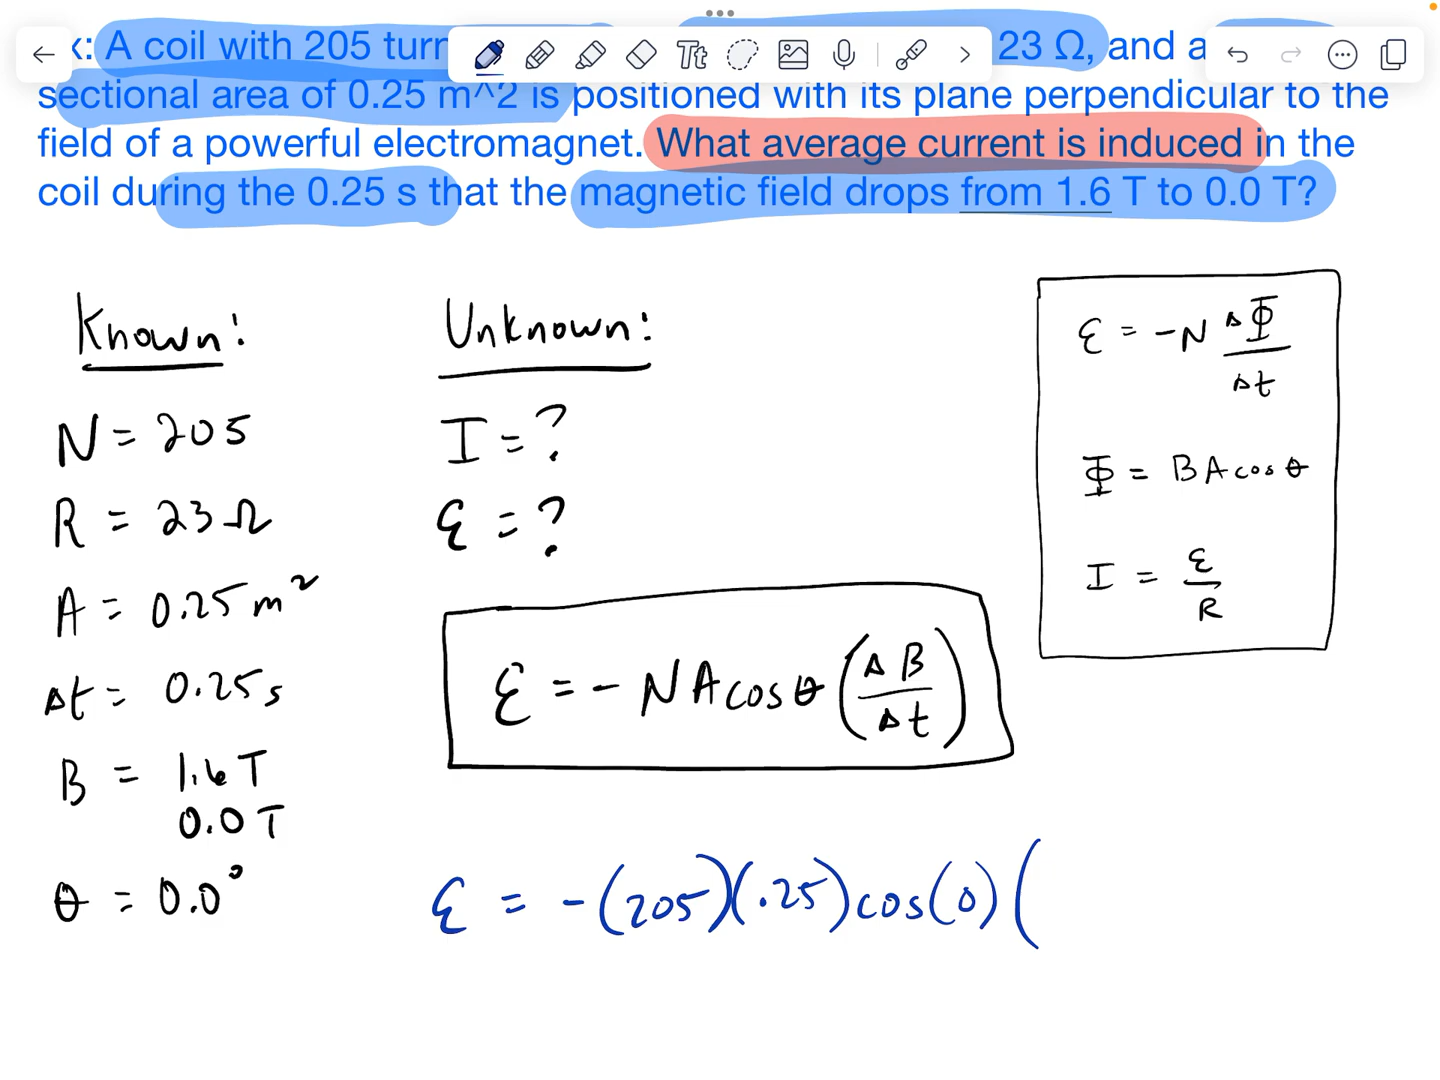 k: A coil with 205 turn 23 Ω, and a
sectional area of 0.25 m^2 is positioned with its plane perpendicular to the
field of a powerful electromagnet. What average current is induced in the
coil during the 0.25 s that the magnetic field drops from 1.6 T to 0.0 T?
Tt
Known:
N = 205
R = 23 Ω
A = 0.25 m²
Δt = 0.25 s
B = 1.6 T
0.0 T
θ = 0.0°
Unknown:
I = ?
ε = ?
ε = -N ΔΦ/Δt
Φ = BA cos θ
I = ε/R
ε = - NA cos θ (ΔB/Δt)
ε = -(205)(.25) cos(0) (